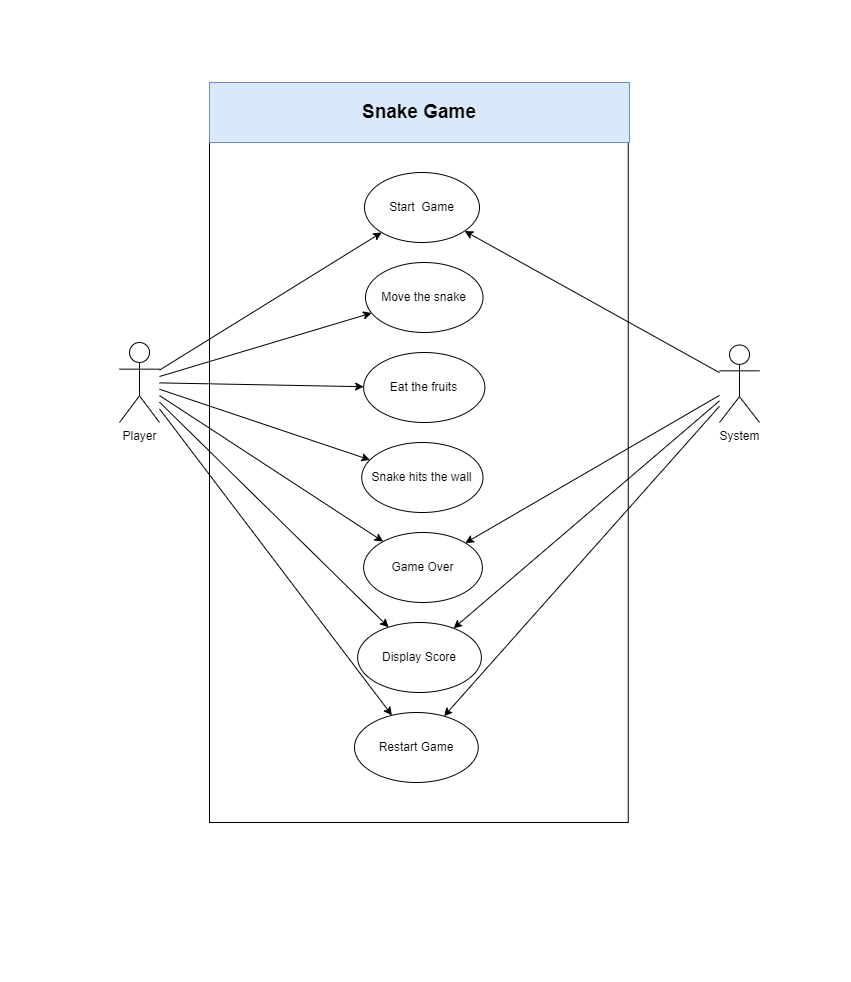 Snake Game
Start  Game
Move the snake
Eat the fruits
Player
System
Snake hits the wall
Game Over
Display Score
Restart Game